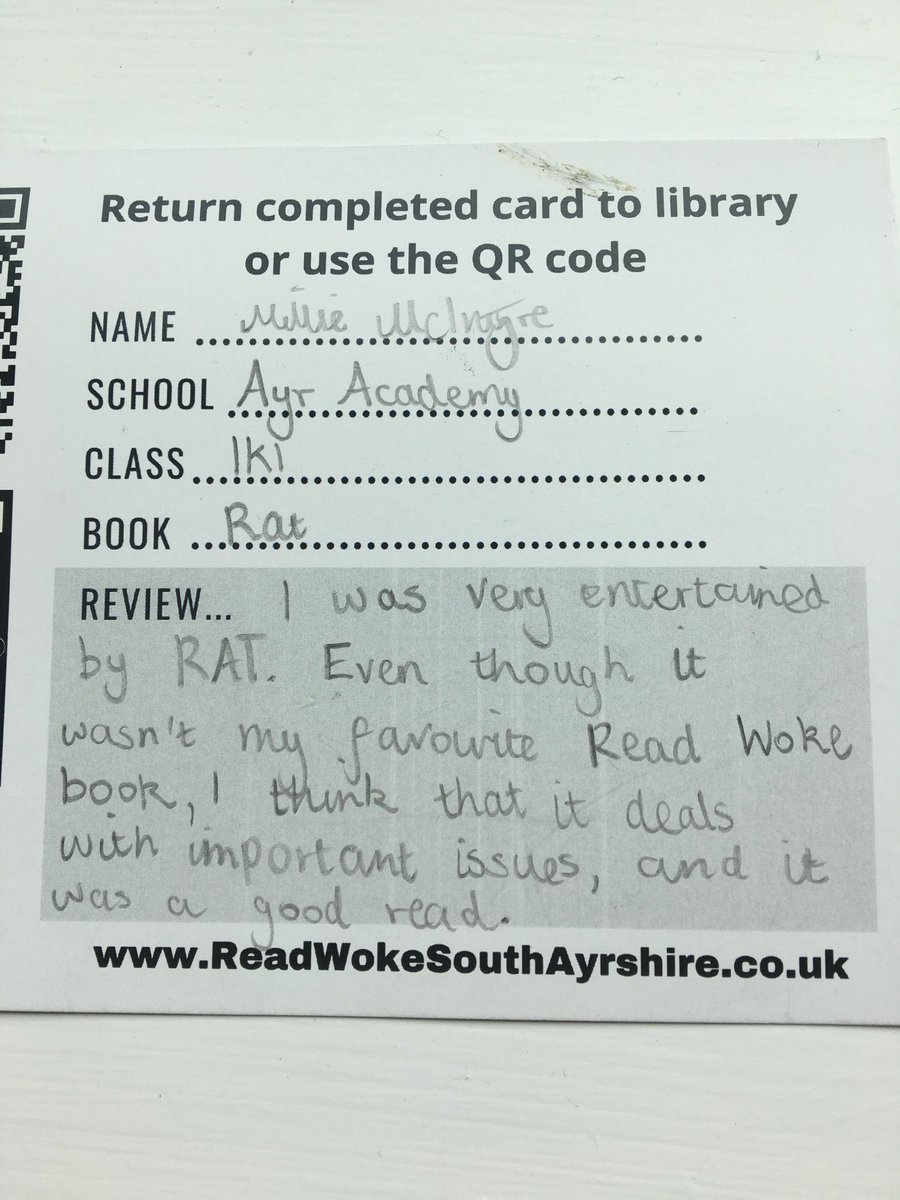 Return completed card to library
or use the QR code
NAME Millie McIntyre
SCHOOL Ayr Academy
CLASS 1K1
BOOK Rat
REVIEW... I was very entertained
by RAT. Even though it
wasn't my favourite Read Woke
book, I think that it deals
with important issues, and it
was a good read.
www.ReadWokeSouthAyrshire.co.uk